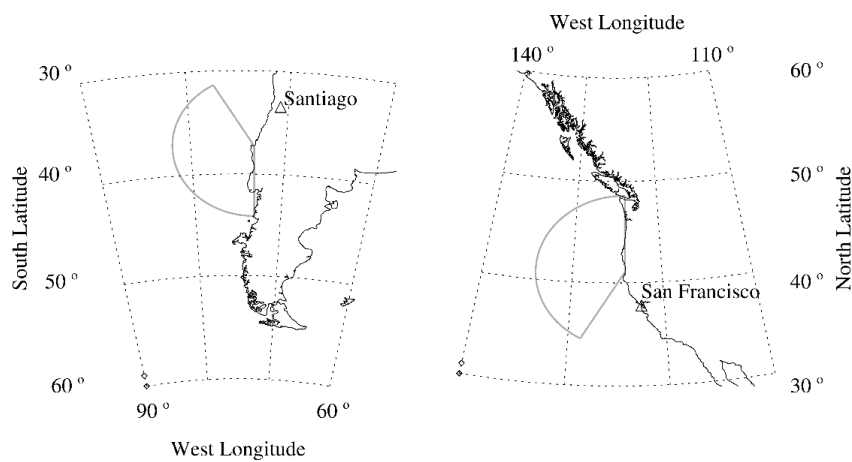 30 °
40 °
50 °
60 °
South Latitude
Santiago
90 °
60 °
West Longitude
West Longitude
140 °
110 °
60 °
50 °
40 °
30 °
North Latitude
San Francisco